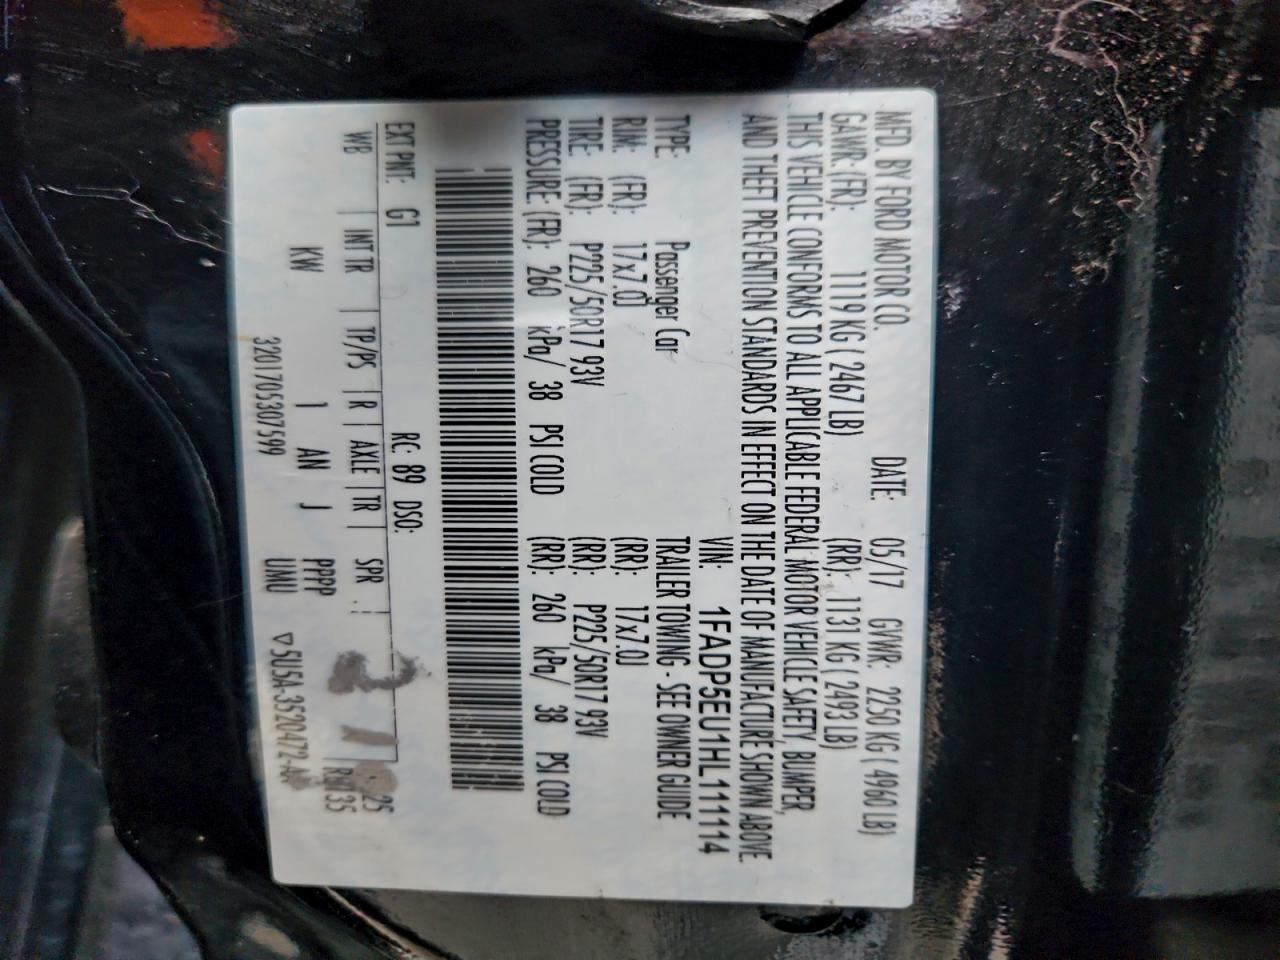 MFD. BY FORD MOTOR CO. DATE: 05/17 GVWR: 2250 KG ( 4960 LB)
GAWR: (FR): 1119 KG ( 2467 LB) (RR): 1131 KG ( 2493 LB)
THIS VEHICLE CONFORMS TO ALL APPLICABLE FEDERAL MOTOR VEHICLE SAFETY, BUMPER,
AND THEFT PREVENTION STANDARDS IN EFFECT ON THE DATE OF MANUFACTURE SHOWN ABOVE.
VIN: 1FADP5EU1HL111114
TYPE: Passenger Car TRAILER TOWING - SEE OWNER GUIDE
RIM: (FR): 17x7.0J (RR): 17x7.0J
TIRE: (FR): P225/50R17 93V (RR): P225/50R17 93V
PRESSURE: (FR): 260 kPa/ 38 PSI COLD (RR): 260 kPa/ 38 PSI COLD
EXT PNT: G1 RC: 89 DSO:
WB INT TR TP/PS R AXLE TR SPR 25
KW 1 AN J PPPP R 35
3201705307599 UIMU ▽5U5A-3520472-